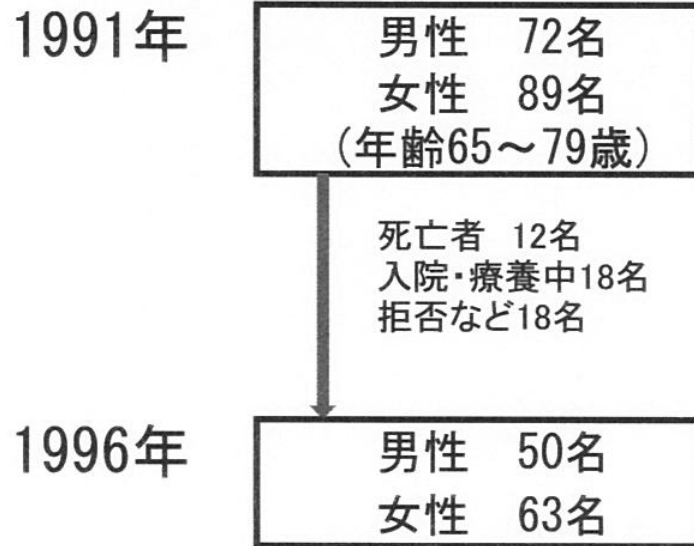 1991年
男性 72名
女性 89名
(年齢65～79歳)
死亡者 12名
入院・療養中18名
拒否など18名
1996年
男性 50名
女性 63名